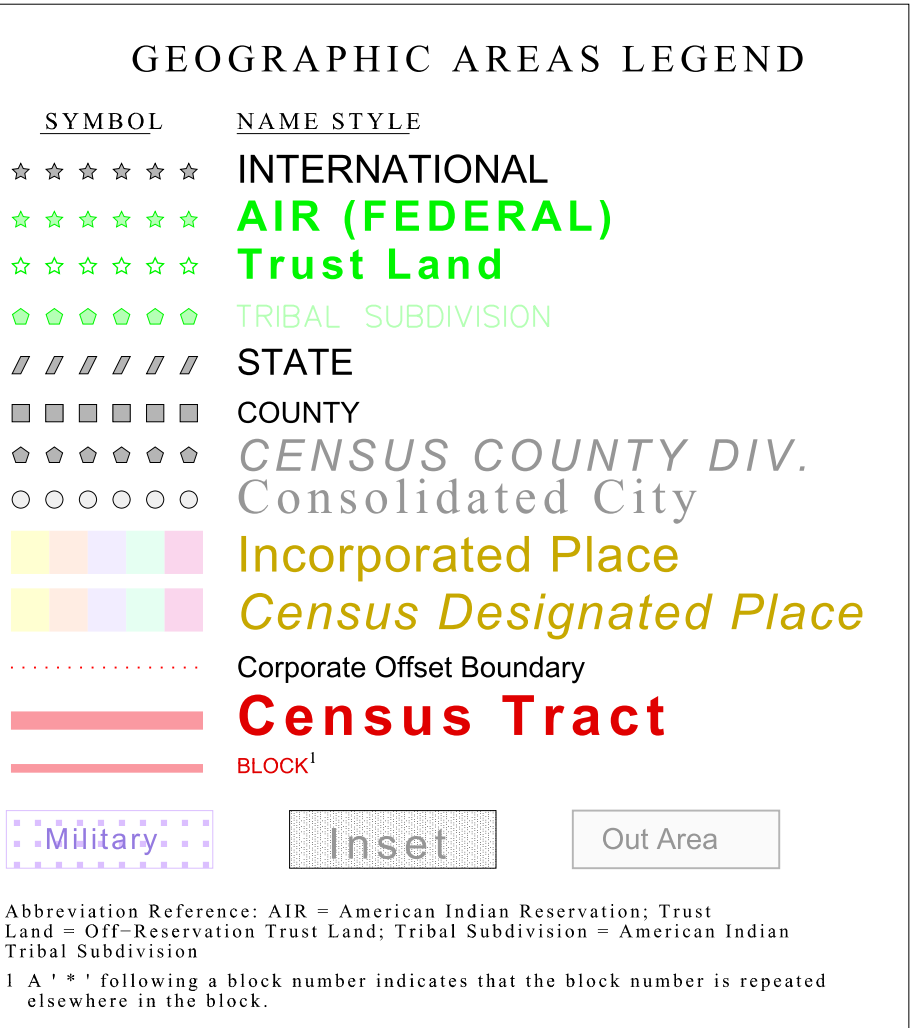 GEOGRAPHIC AREAS LEGEND
SYMBOL NAME STYLE
INTERNATIONAL
AIR (FEDERAL)
Trust Land
TRIBAL SUBDIVISION
STATE
COUNTY
CENSUS COUNTY DIV.
Consolidated City
Incorporated Place
Census Designated Place
Corporate Offset Boundary
Census Tract
BLOCK¹
Military Inset Out Area
Abbreviation Reference: AIR = American Indian Reservation; Trust
Land = Off−Reservation Trust Land; Tribal Subdivision = American Indian
Tribal Subdivision
1 A ' * ' following a block number indicates that the block number is repeated
elsewhere in the block.